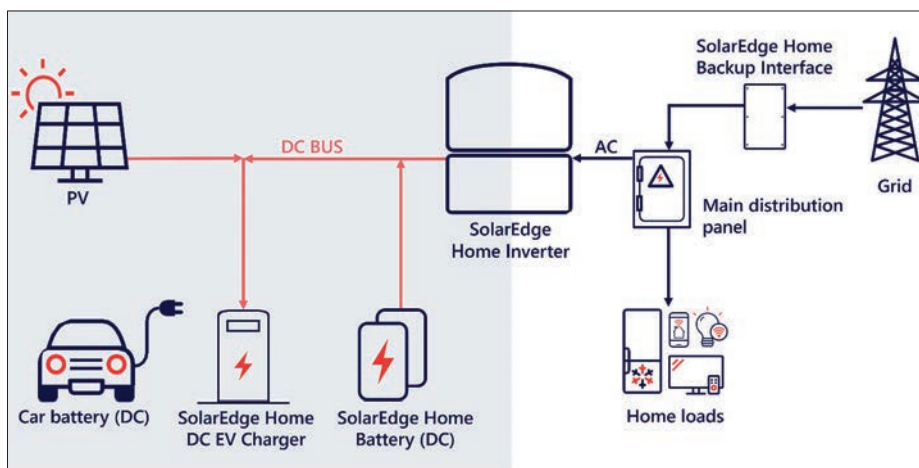 SolarEdge Home
Backup Interface
DC BUS
AC
PV
Grid
SolarEdge
Home Inverter
Main distribution
panel
Car battery (DC)
SolarEdge Home
DC EV Charger
SolarEdge Home
Battery (DC)
Home loads